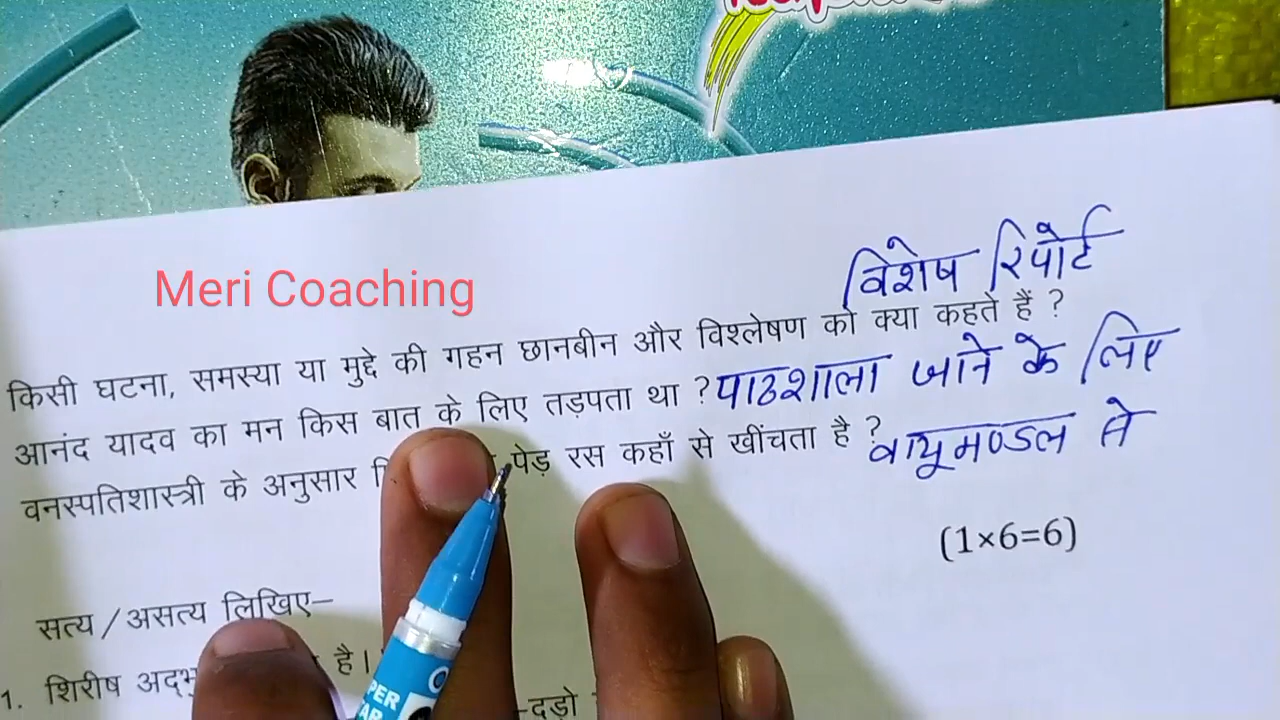 Meri Coaching
विशेष रिपोर्ट
किसी घटना, समस्या या मुद्दे की गहन छानबीन और विश्लेषण को क्या कहते हैं ?
आनंद यादव का मन किस बात के लिए तड़पता था ? पाठशाला जाने के लिए
वनस्पतिशास्त्री के अनुसार पेड़ रस कहाँ से खींचता है ? वायुमण्डल से
(1×6=6)
सत्य / असत्य लिखिए–
1. शिरीष है।